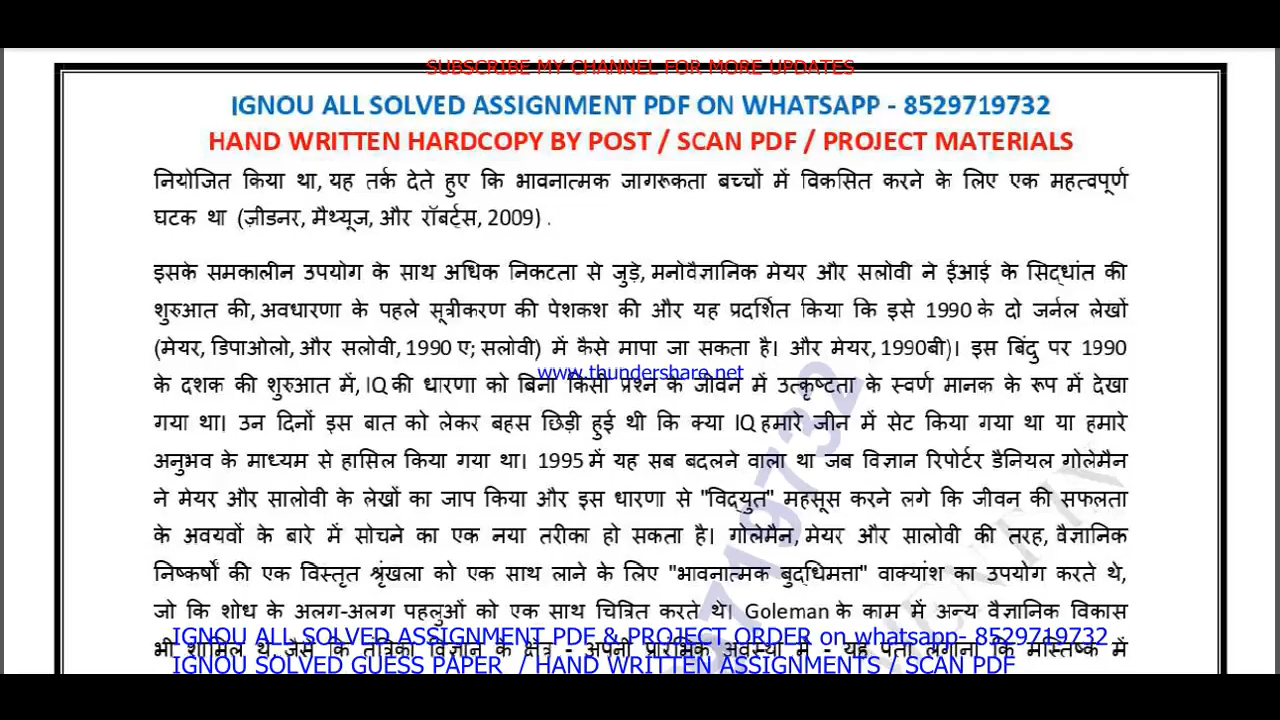 SUBSCRIBE MY CHANNEL FOR MORE UPDATES
IGNOU ALL SOLVED ASSIGNMENT PDF ON WHATSAPP - 8529719732
HAND WRITTEN HARDCOPY BY POST / SCAN PDF / PROJECT MATERIALS
नियोजित किया था, यह तर्क देते हुए कि भावनात्मक जागरूकता बच्चों में विकसित करने के लिए एक महत्वपूर्ण
घटक था (ज़ीडनर, मैथ्यूज, और रॉबर्ट्स, 2009) .
इसके समकालीन उपयोग के साथ अधिक निकटता से जुड़े, मनोवैज्ञानिक मेयर और सलोवी ने ईआई के सिद्धांत की
शुरुआत की, अवधारणा के पहले सूत्रीकरण की पेशकश की और यह प्रदर्शित किया कि इसे 1990 के दो जर्नल लेखों
(मेयर, डिपाओलो, और सलोवी, 1990 ए; सलोवी) में कैसे मापा जा सकता है। और मेयर, 1990बी)। इस बिंदु पर 1990
www.thundershare.net
के दशक की शुरुआत में, IQ की धारणा को बिना किसी प्रश्न के जीवन में उत्कृष्टता के स्वर्ण मानक के रूप में देखा
गया था। उन दिनों इस बात को लेकर बहस छिड़ी हुई थी कि क्या IQ हमारे जीन में सेट किया गया था या हमारे
अनुभव के माध्यम से हासिल किया गया था। 1995 में यह सब बदलने वाला था जब विज्ञान रिपोर्टर डैनियल गोलेमैन
ने मेयर और सालोवी के लेखों का जाप किया और इस धारणा से "विद्युत" महसूस करने लगे कि जीवन की सफलता
के अवयवों के बारे में सोचने का एक नया तरीका हो सकता है। गोलेमैन, मेयर और सालोवी की तरह, वैज्ञानिक
निष्कर्षों की एक विस्तृत श्रृंखला को एक साथ लाने के लिए "भावनात्मक बुद्धिमत्ता" वाक्यांश का उपयोग करते थे,
जो कि शोध के अलग-अलग पहलुओं को एक साथ चित्रित करते थे। Goleman के काम में अन्य वैज्ञानिक विकास
IGNOU ALL SOLVED ASSIGNMENT PDF & PROJECT ORDER on whatsapp- 8529719732
भी शामिल थे, जैसे कि तंत्रिका विज्ञान के क्षेत्र - अपनी प्रारंभिक अवस्था में - यह पता लगाना कि मस्तिष्क में
IGNOU SOLVED GUESS PAPER / HAND WRITTEN ASSIGNMENTS / SCAN PDF